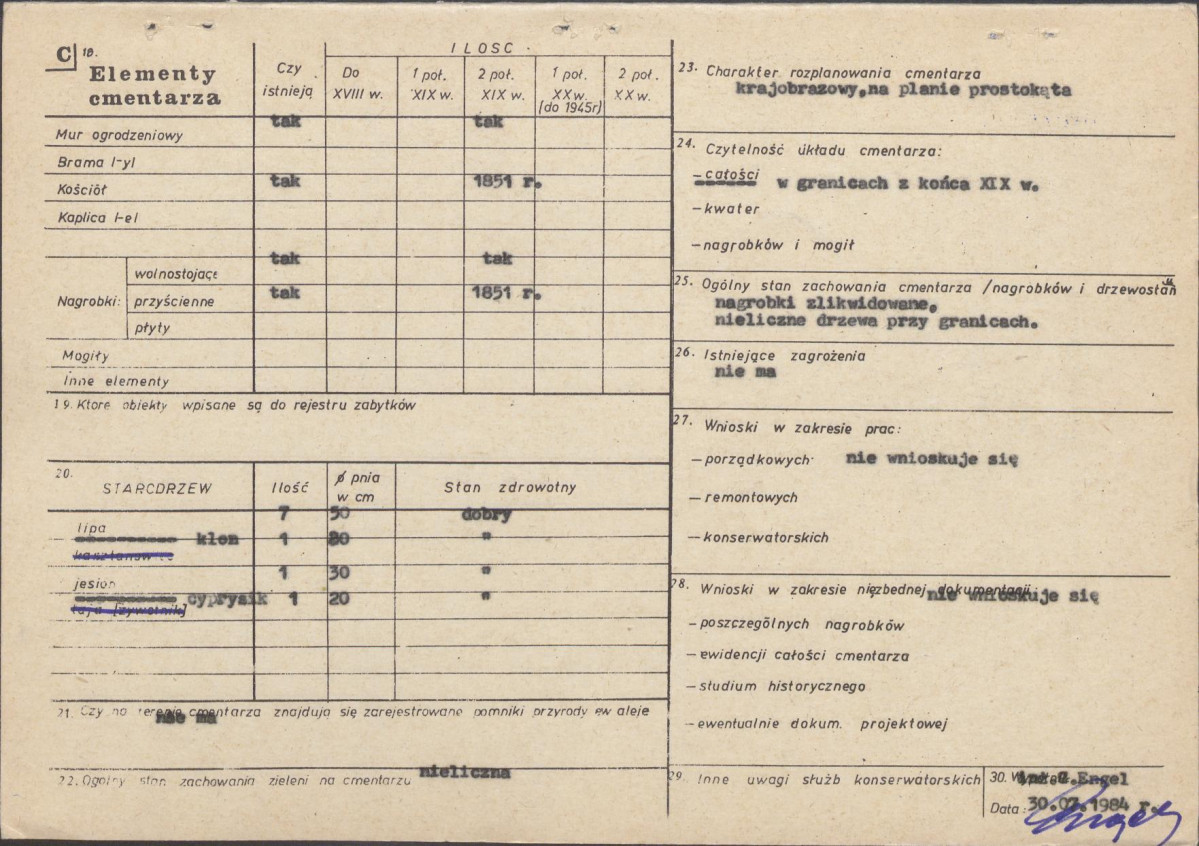 C 18. Elementy cmentarza
Czy istnieją
ILOSC
Do XVIII w.
1 poł. XIX w.
2 poł. XIX w.
1 poł. XX w. (do 1945r)
2 poł. XX w.
Mur ogrodzeniowy tak tak
Brama /-y/
Kościół tak 1851 r.
Kaplica /-e/
Nagrobki: wolnostojące tak tak
przyścienne tak 1851 r.
płyty
Mogiły
Inne elementy
19. Ktore obiekty wpisane są do rejestru zabytków
20. STARODRZEW Ilość ø pnia w cm Stan zdrowotny
lipa 7 50 dobry
kasztanow klon 1 80 "
jesion 1 30 "
tuja [żywotnik] cyprysik 1 20 "
21. Czy na terenie cmentarza znajdują się zarejestrowane pomniki przyrody ew aleje
nie ma
22. Ogolny stan zachowania zieleni na cmentarzu nieliczna
23. Charakter rozplanowania cmentarza
krajobrazowy, na planie prostokąta
24. Czytelność układu cmentarza:
- całości w granicach z końca XIX w.
- kwater
- nagrobków i mogił
25. Ogólny stan zachowania cmentarza /nagrobków i drzewostan
nagrobki zlikwidowane,
nieliczne drzewa przy granicach.
26. Istniejące zagrożenia
nie ma
27. Wnioski w zakresie prac:
- porządkowych nie wnioskuje się
- remontowych
- konserwatorskich
28. Wnioski w zakresie niezbędnej dokumentacji
nie wnioskuje się
- poszczególnych nagrobków
- ewidencji całości cmentarza
- studium historycznego
- ewentualnie dokum. projektowej
29. Inne uwagi służb konserwatorskich
30. Engel
Data: 30.07.1984 r.
Engel